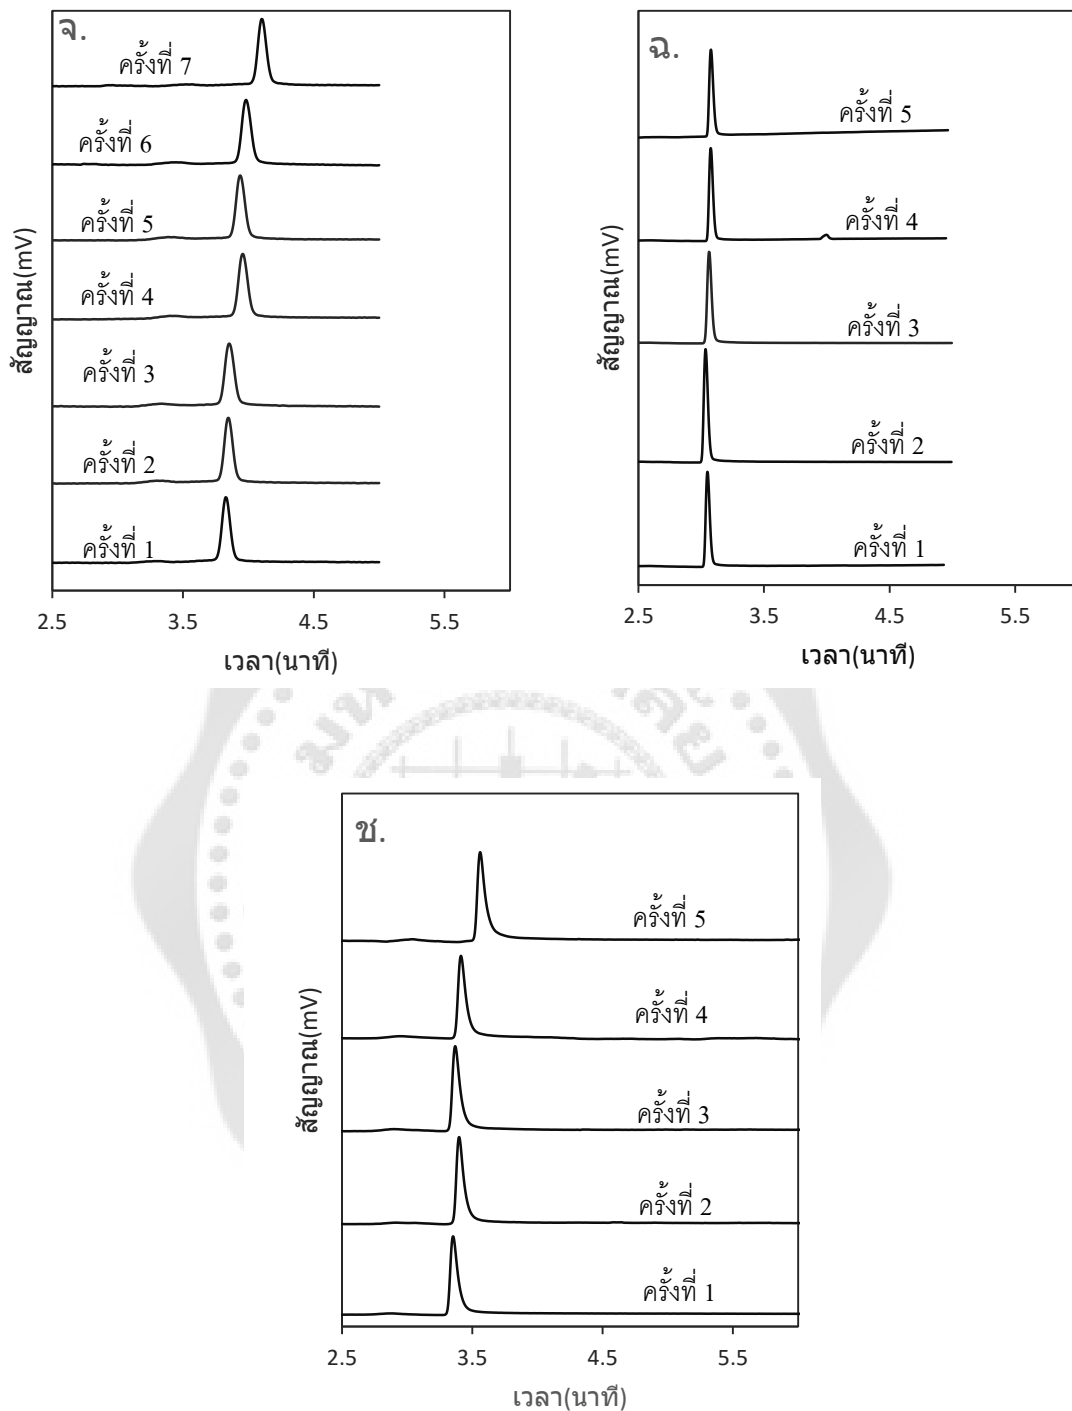 จ.
ครั้งที่ 7
ครั้งที่ 6
ครั้งที่ 5
ครั้งที่ 4
ครั้งที่ 3
ครั้งที่ 2
ครั้งที่ 1
สัญญาณ(mV)
2.5 3.5 4.5 5.5
เวลา(นาที)
ฉ.
ครั้งที่ 5
ครั้งที่ 4
ครั้งที่ 3
ครั้งที่ 2
ครั้งที่ 1
สัญญาณ(mV)
2.5 3.5 4.5 5.5
เวลา(นาที)
ช.
ครั้งที่ 5
ครั้งที่ 4
ครั้งที่ 3
ครั้งที่ 2
ครั้งที่ 1
สัญญาณ(mV)
2.5 3.5 4.5 5.5
เวลา(นาที)